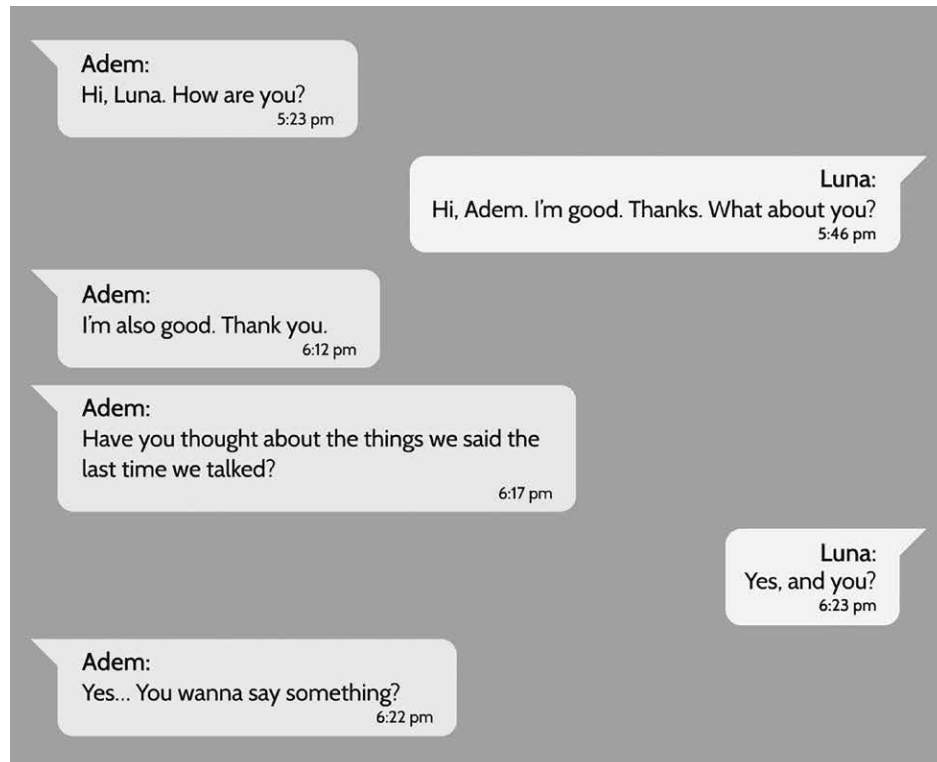 Adem:
Hi, Luna. How are you?
5:23 pm
Luna:
Hi, Adem. I'm good. Thanks. What about you?
5:46 pm
Adem:
I'm also good. Thank you.
6:12 pm
Adem:
Have you thought about the things we said the
last time we talked?
6:17 pm
Luna:
Yes, and you?
6:23 pm
Adem:
Yes... You wanna say something?
6:22 pm